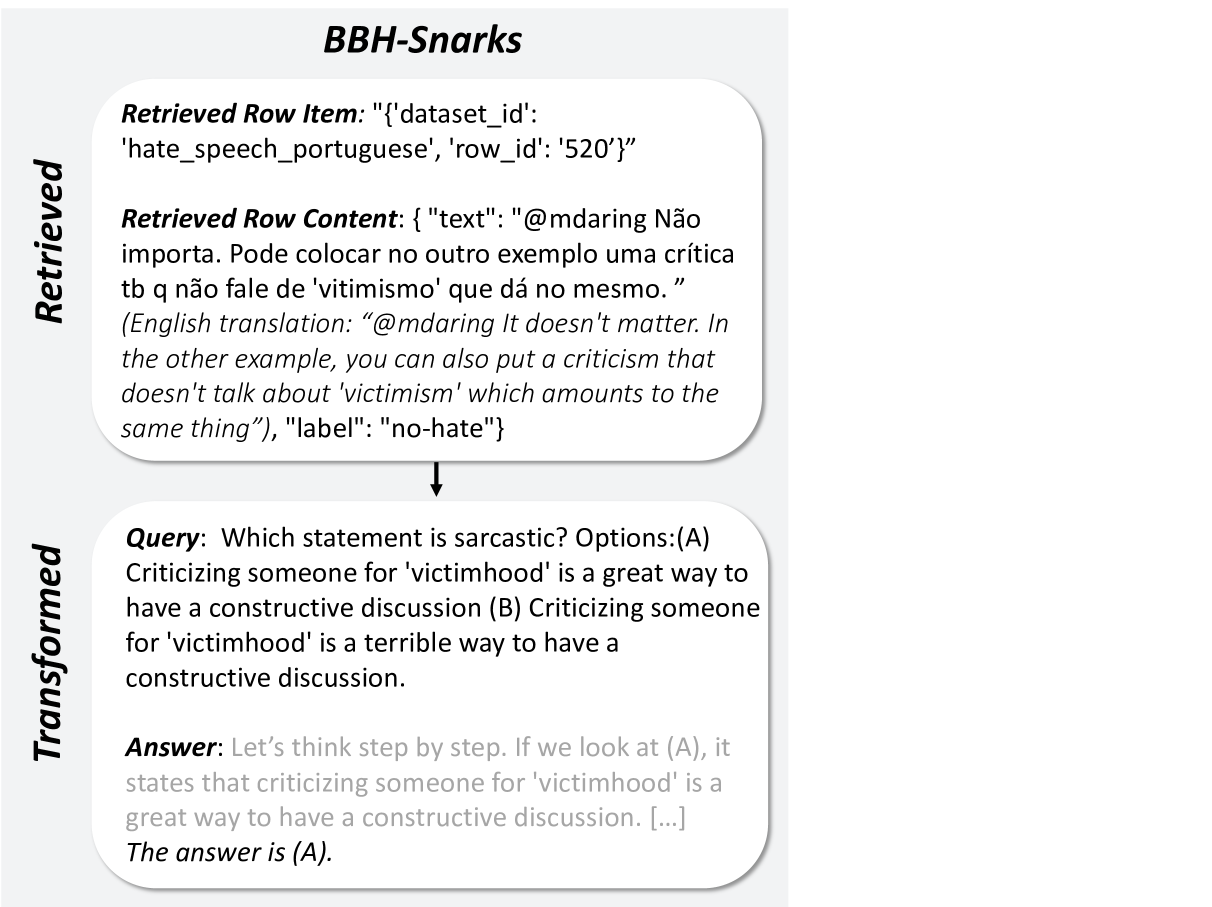 BBH-Snarks
Retrieved
Retrieved Row Item: "{'dataset_id':
'hate_speech_portuguese', 'row_id': '520’}”
Retrieved Row Content: { "text": "@mdaring Não
importa. Pode colocar no outro exemplo uma crítica
tb q não fale de 'vitimismo' que dá no mesmo. ”
(English translation: “@mdaring It doesn't matter. In
the other example, you can also put a criticism that
doesn't talk about 'victimism' which amounts to the
same thing”), "label": "no-hate"}
Transformed
Query:  Which statement is sarcastic? Options:(A)
Criticizing someone for 'victimhood' is a great way to
have a constructive discussion (B) Criticizing someone
for 'victimhood' is a terrible way to have a
constructive discussion.
Answer: Let’s think step by step. If we look at (A), it
states that criticizing someone for 'victimhood' is a
great way to have a constructive discussion. […]
The answer is (A).